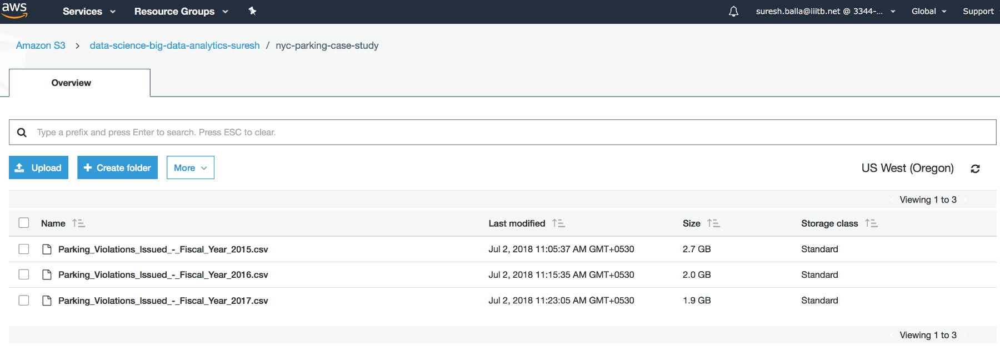 aws Services Resource Groups suresh.balla@iiitb.net @ 3344-... Global Support
Amazon S3 > data-science-big-data-analytics-suresh / nyc-parking-case-study
Overview
Type a prefix and press Enter to search. Press ESC to clear.
Upload + Create folder More US West (Oregon)
Viewing 1 to 3
Name Last modified Size Storage class
Parking_Violations_Issued_-_Fiscal_Year_2015.csv Jul 2, 2018 11:05:37 AM GMT+0530 2.7 GB Standard
Parking_Violations_Issued_-_Fiscal_Year_2016.csv Jul 2, 2018 11:15:35 AM GMT+0530 2.0 GB Standard
Parking_Violations_Issued_-_Fiscal_Year_2017.csv Jul 2, 2018 11:23:05 AM GMT+0530 1.9 GB Standard
Viewing 1 to 3